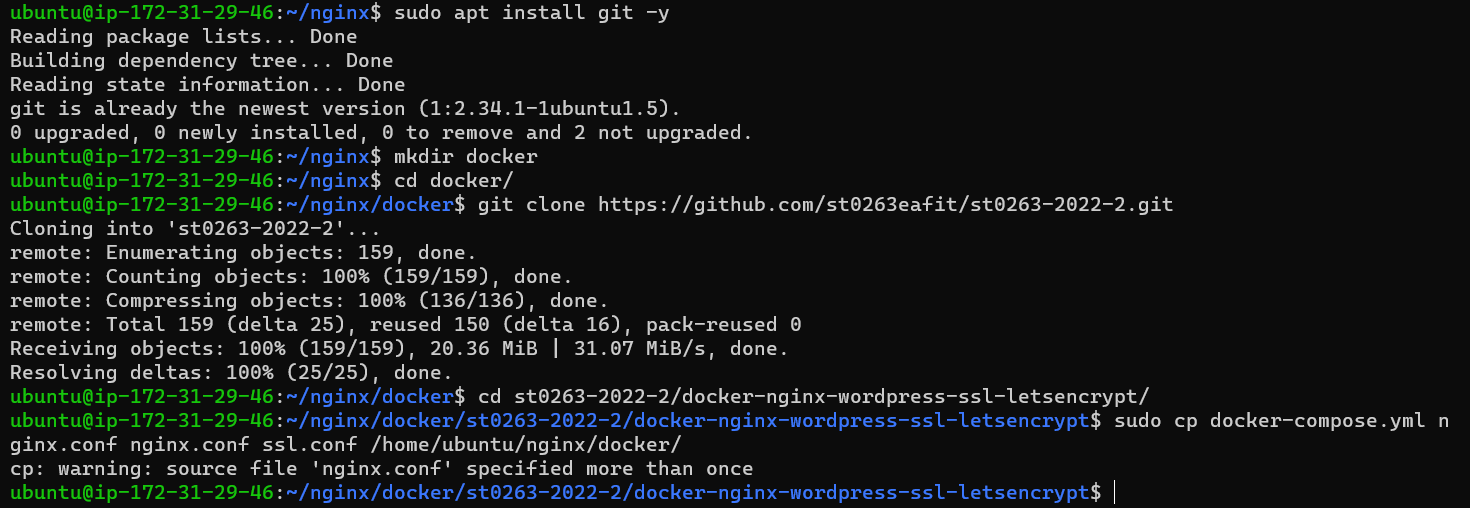 ubuntu@ip-172-31-29-46:~/nginx$ sudo apt install git -y
Reading package lists... Done
Building dependency tree... Done
Reading state information... Done
git is already the newest version (1:2.34.1-1ubuntu1.5).
0 upgraded, 0 newly installed, 0 to remove and 2 not upgraded.
ubuntu@ip-172-31-29-46:~/nginx$ mkdir docker
ubuntu@ip-172-31-29-46:~/nginx$ cd docker/
ubuntu@ip-172-31-29-46:~/nginx/docker$ git clone https://github.com/st0263eafit/st0263-2022-2.git
Cloning into 'st0263-2022-2'...
remote: Enumerating objects: 159, done.
remote: Counting objects: 100% (159/159), done.
remote: Compressing objects: 100% (136/136), done.
remote: Total 159 (delta 25), reused 150 (delta 16), pack-reused 0
Receiving objects: 100% (159/159), 20.36 MiB | 31.07 MiB/s, done.
Resolving deltas: 100% (25/25), done.
ubuntu@ip-172-31-29-46:~/nginx/docker$ cd st0263-2022-2/docker-nginx-wordpress-ssl-letsencrypt/
ubuntu@ip-172-31-29-46:~/nginx/docker/st0263-2022-2/docker-nginx-wordpress-ssl-letsencrypt$ sudo cp docker-compose.yml n
ginx.conf nginx.conf ssl.conf /home/ubuntu/nginx/docker/
cp: warning: source file 'nginx.conf' specified more than once
ubuntu@ip-172-31-29-46:~/nginx/docker/st0263-2022-2/docker-nginx-wordpress-ssl-letsencrypt$